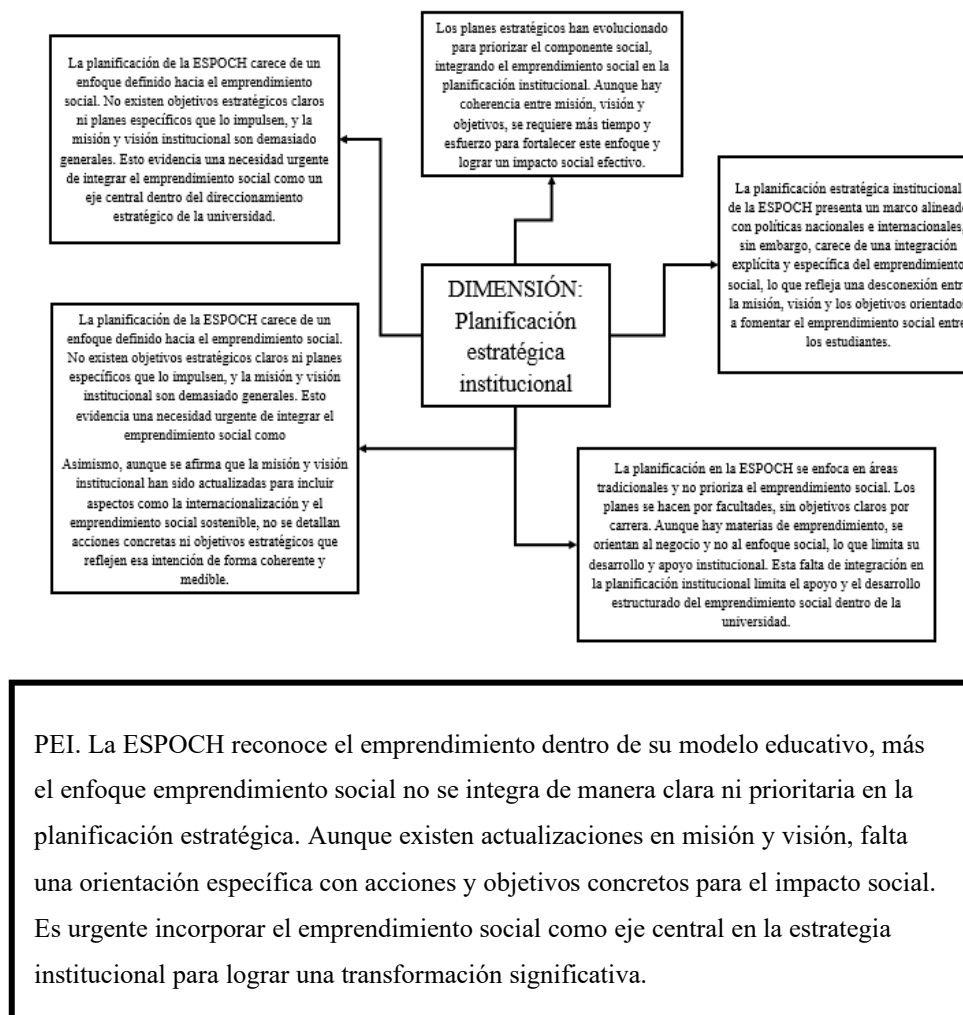 Los planes estratégicos han evolucionado
para priorizar el componente social,
integrando el emprendimiento social en la
planificación institucional. Aunque hay
coherencia entre misión, visión y
objetivos, se requiere más tiempo y
esfuerzo para fortalecer este enfoque y
lograr un impacto social efectivo.
La planificación de la ESPOCH carece de un
enfoque definido hacia el emprendimiento
social. No existen objetivos estratégicos claros
ni planes específicos que lo impulsen, y la
misión y visión institucional son demasiado
generales. Esto evidencia una necesidad urgente
de integrar el emprendimiento social como un
eje central dentro del direccionamiento
estratégico de la universidad.
La planificación estratégica institucional
de la ESPOCH presenta un marco alineado
con políticas nacionales e internacionales,
sin embargo, carece de una integración
explícita y específica del emprendimiento
social, lo que refleja una desconexión entre
la misión, visión y los objetivos orientados
a fomentar el emprendimiento social entre
los estudiantes.
DIMENSIÓN:
Planificación
estratégica
institucional
La planificación de la ESPOCH carece de un
enfoque definido hacia el emprendimiento social.
No existen objetivos estratégicos claros ni planes
específicos que lo impulsen, y la misión y visión
institucional son demasiado generales. Esto
evidencia una necesidad urgente de integrar el
emprendimiento social como
Asimismo, aunque se afirma que la misión y visión
institucional han sido actualizadas para incluir
aspectos como la internacionalización y el
emprendimiento social sostenible, no se detallan
acciones concretas ni objetivos estratégicos que
reflejen esa intención de forma coherente y
medible.
La planificación en la ESPOCH se enfoca en áreas
tradicionales y no prioriza el emprendimiento social. Los
planes se hacen por facultades, sin objetivos claros por
carrera. Aunque hay materias de emprendimiento, se
orientan al negocio y no al enfoque social, lo que limita su
desarrollo y apoyo institucional. Esta falta de integración en
la planificación institucional limita el apoyo y el desarrollo
estructurado del emprendimiento social dentro de la
universidad.
PEI. La ESPOCH reconoce el emprendimiento dentro de su modelo educativo, más
el enfoque emprendimiento social no se integra de manera clara ni prioritaria en la
planificación estratégica. Aunque existen actualizaciones en misión y visión, falta
una orientación específica con acciones y objetivos concretos para el impacto social.
Es urgente incorporar el emprendimiento social como eje central en la estrategia
institucional para lograr una transformación significativa.